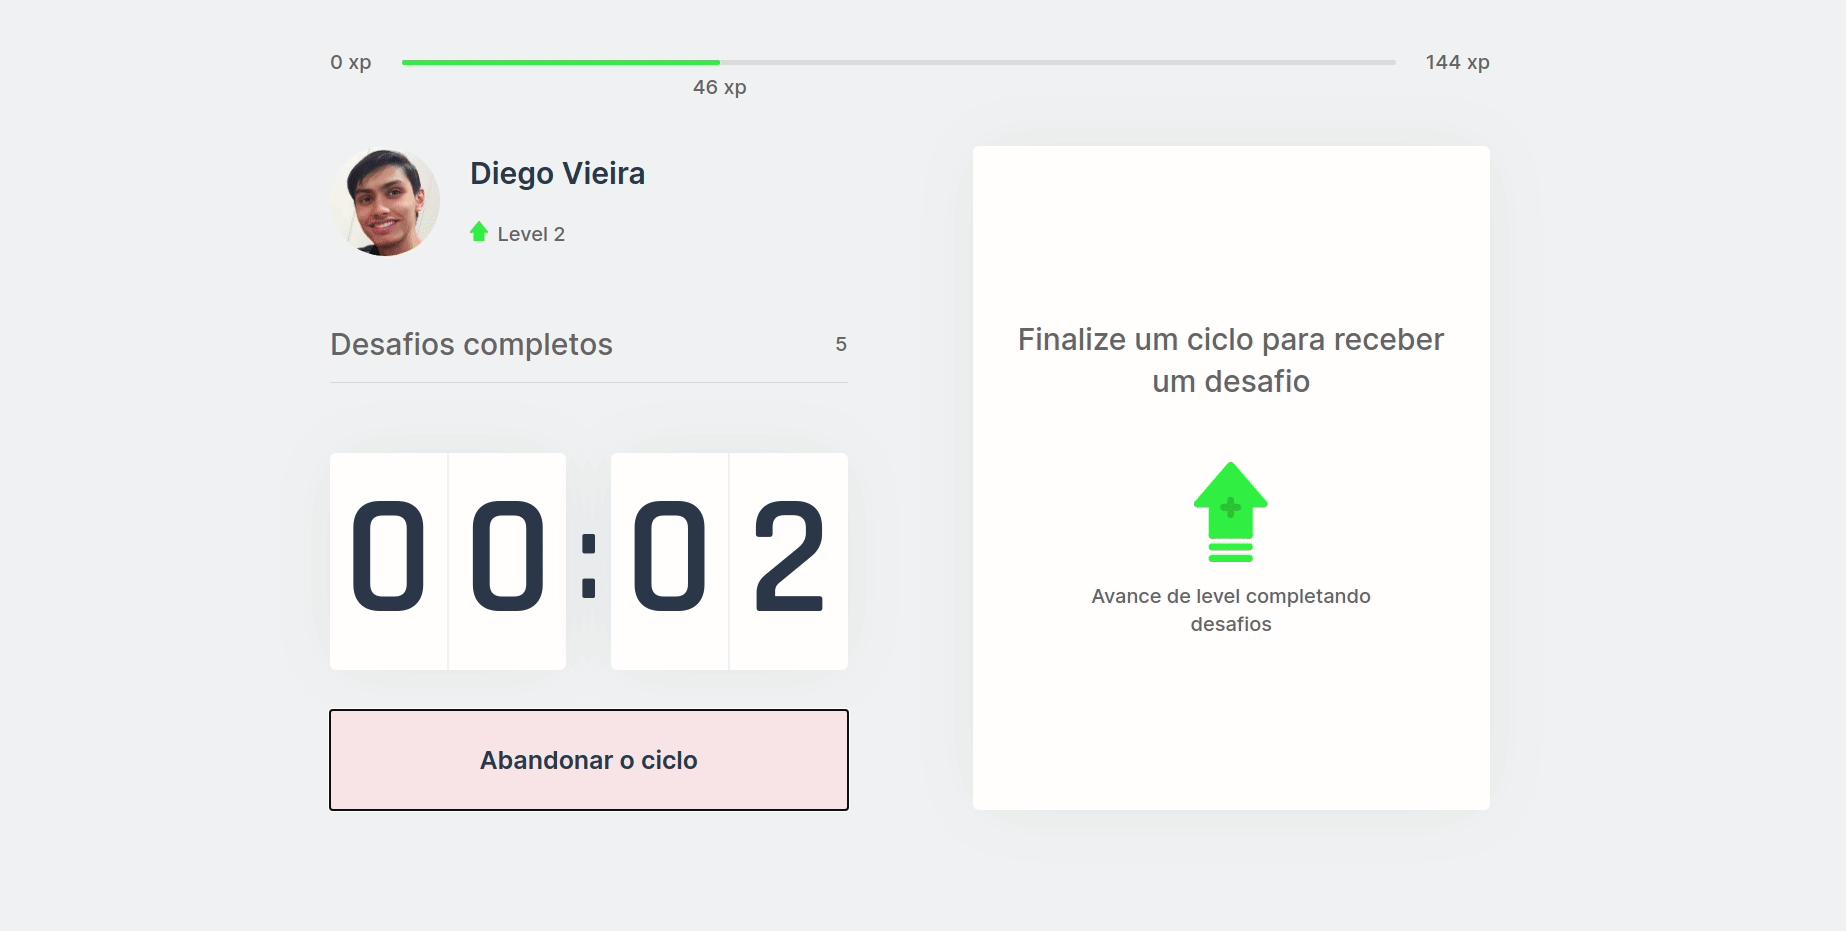 0 xp
144 xp
46 xp
Diego Vieira
Level 2
Desafios completos
5
00:02
Abandonar o ciclo
Finalize um ciclo para receber
um desafio
Avance de level completando
desafios